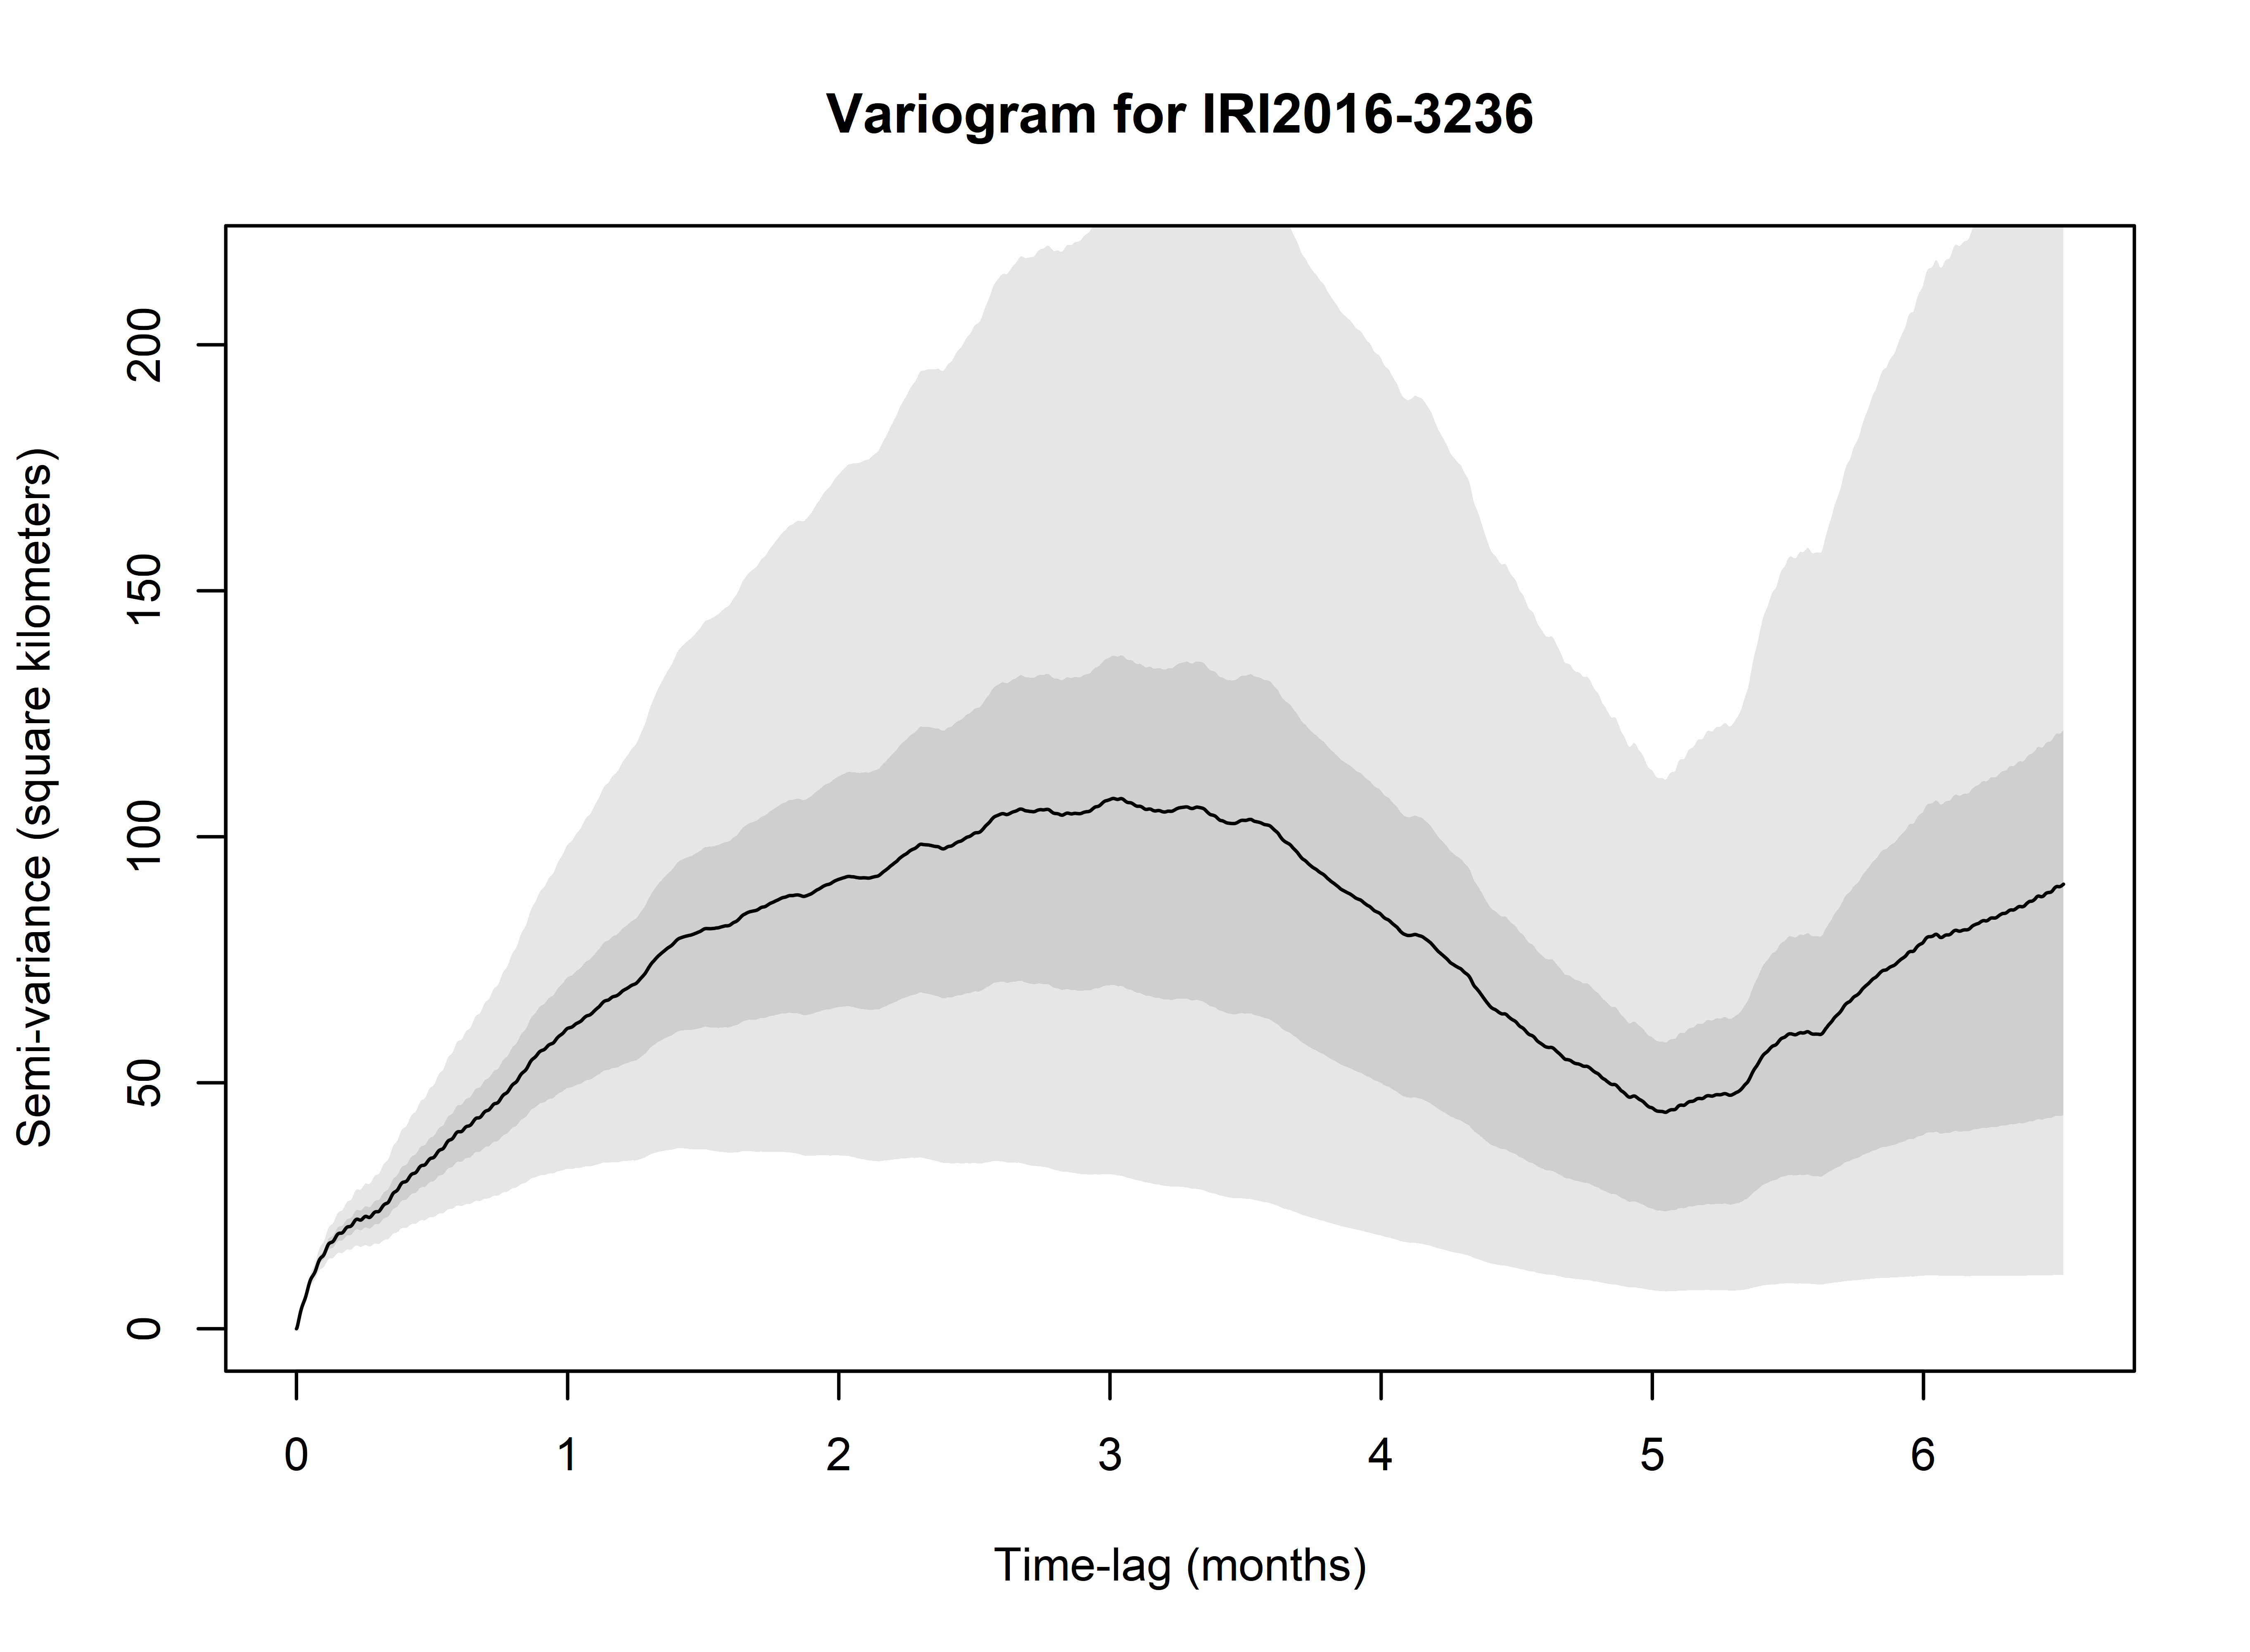 Variogram for IRI2016-3236
Semi-variance (square kilometers)
200
150
100
50
0
0 1 2 3 4 5 6
Time-lag (months)